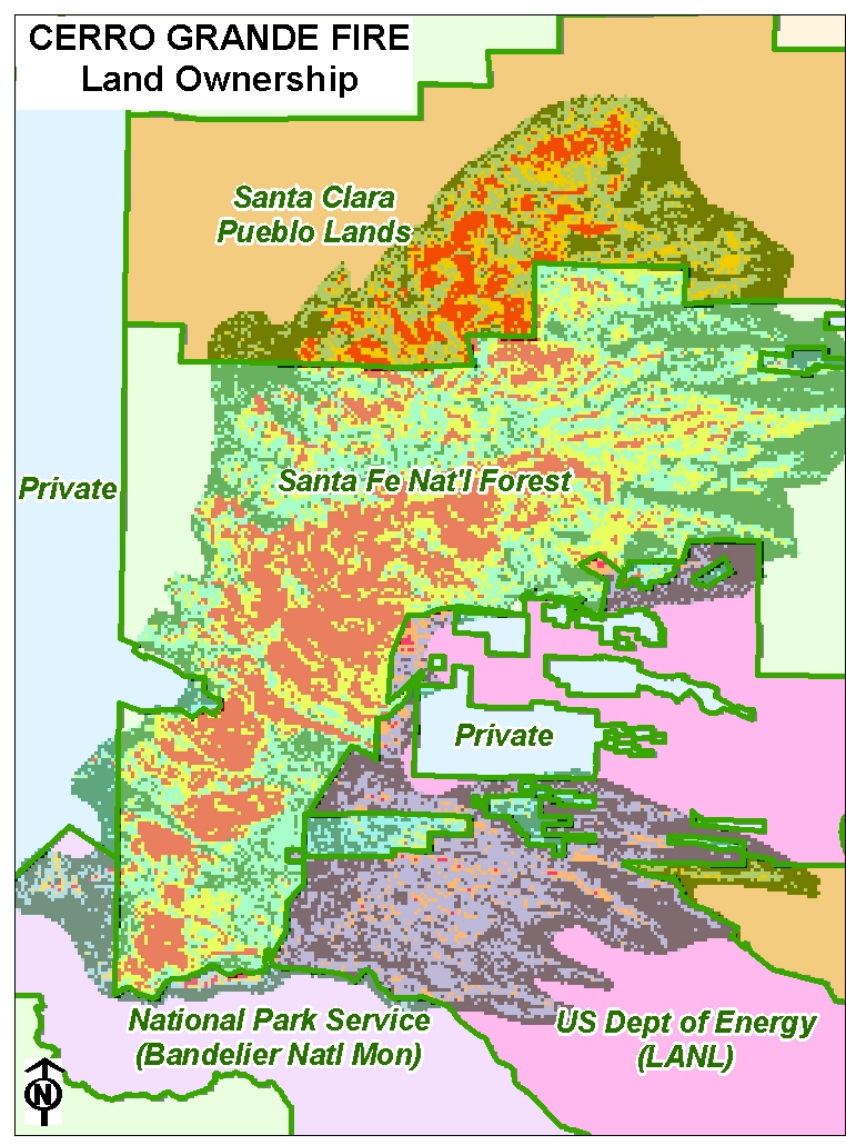 CERRO GRANDE FIRE
Land Ownership
Santa Clara
Pueblo Lands
Private
Santa Fe Nat'l Forest
Private
National Park Service
(Bandelier Natl Mon)
US Dept of Energy
(LANL)
N